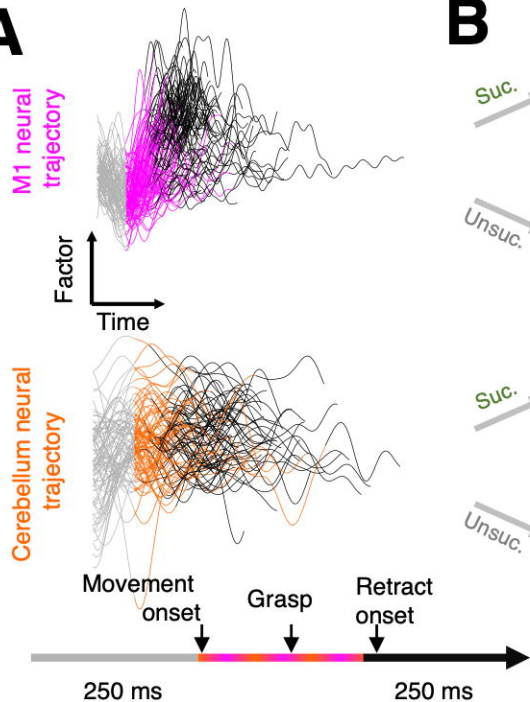 A
B
M1 neural
trajectory
Suc.
Unsuc.
Factor
Time
Cerebellum neural
trajectory
Suc.
Unsuc.
Movement
onset
Grasp
Retract
onset
250 ms
250 ms